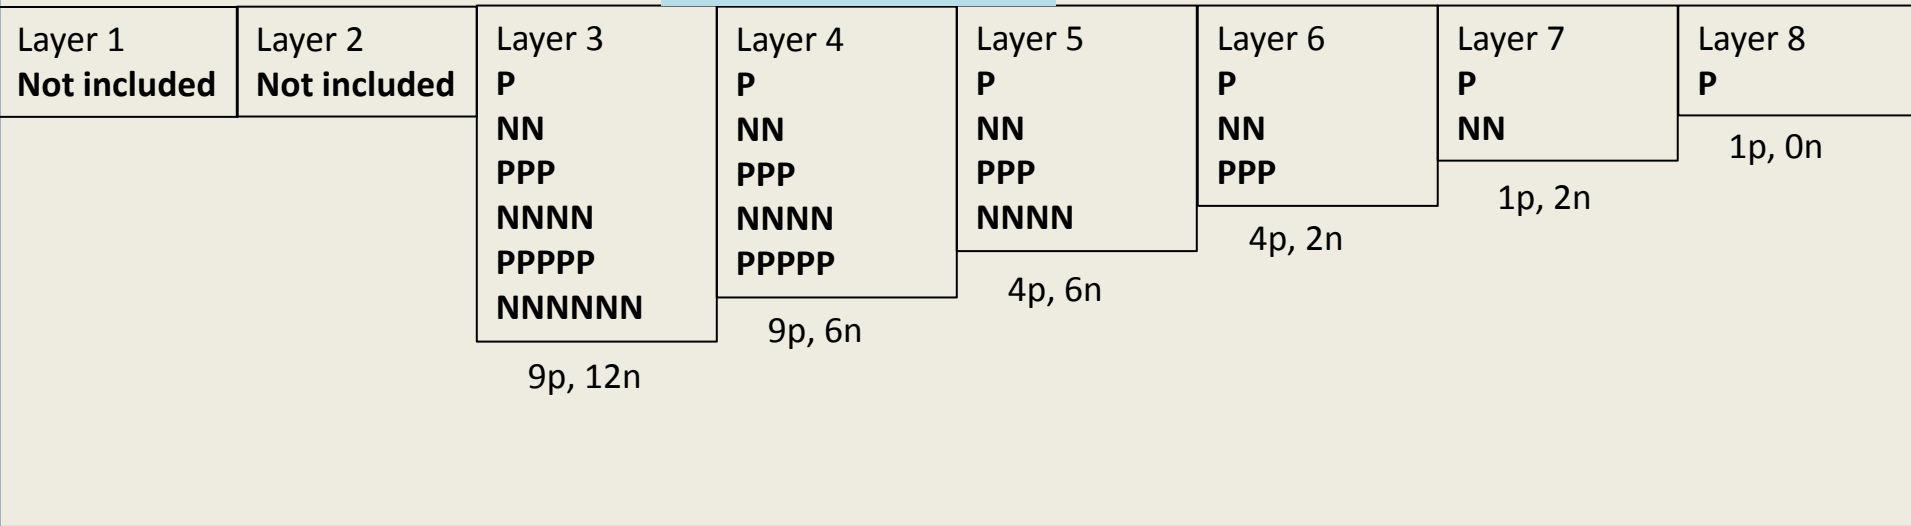 Layer 1
Not included
Layer 2
Not included
Layer 3
P
NN
PPP
NNNN
PPPPP
NNNNNN
9p, 12n
Layer 4
P
NN
PPP
NNNN
PPPPP
9p, 6n
Layer 5
P
NN
PPP
NNNN
4p, 6n
Layer 6
P
NN
PPP
4p, 2n
Layer 7
P
NN
1p, 2n
Layer 8
P
1p, 0n